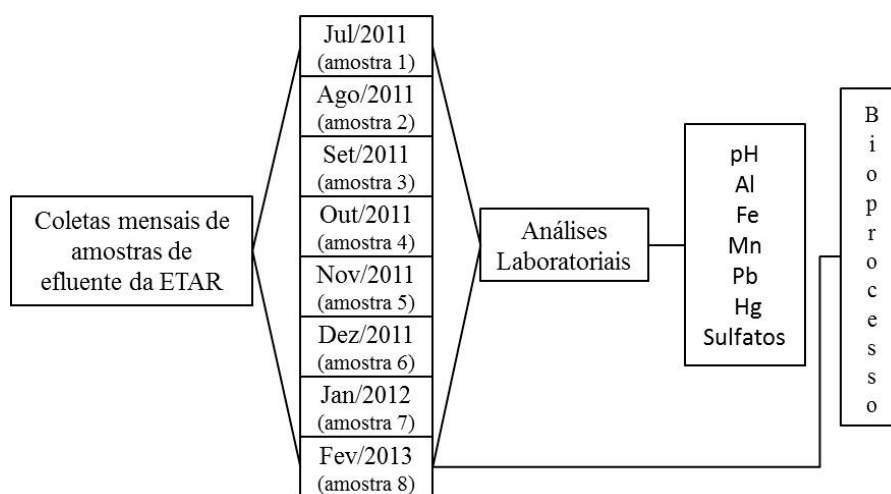 Coletas mensais de
amostras de
efluente da ETAR
Jul/2011
(amostra 1)
Ago/2011
(amostra 2)
Set/2011
(amostra 3)
Out/2011
(amostra 4)
Nov/2011
(amostra 5)
Dez/2011
(amostra 6)
Jan/2012
(amostra 7)
Fev/2013
(amostra 8)
Análises
Laboratoriais
pH
Al
Fe
Mn
Pb
Hg
Sulfatos
B
i
o
p
r
o
c
e
s
s
o